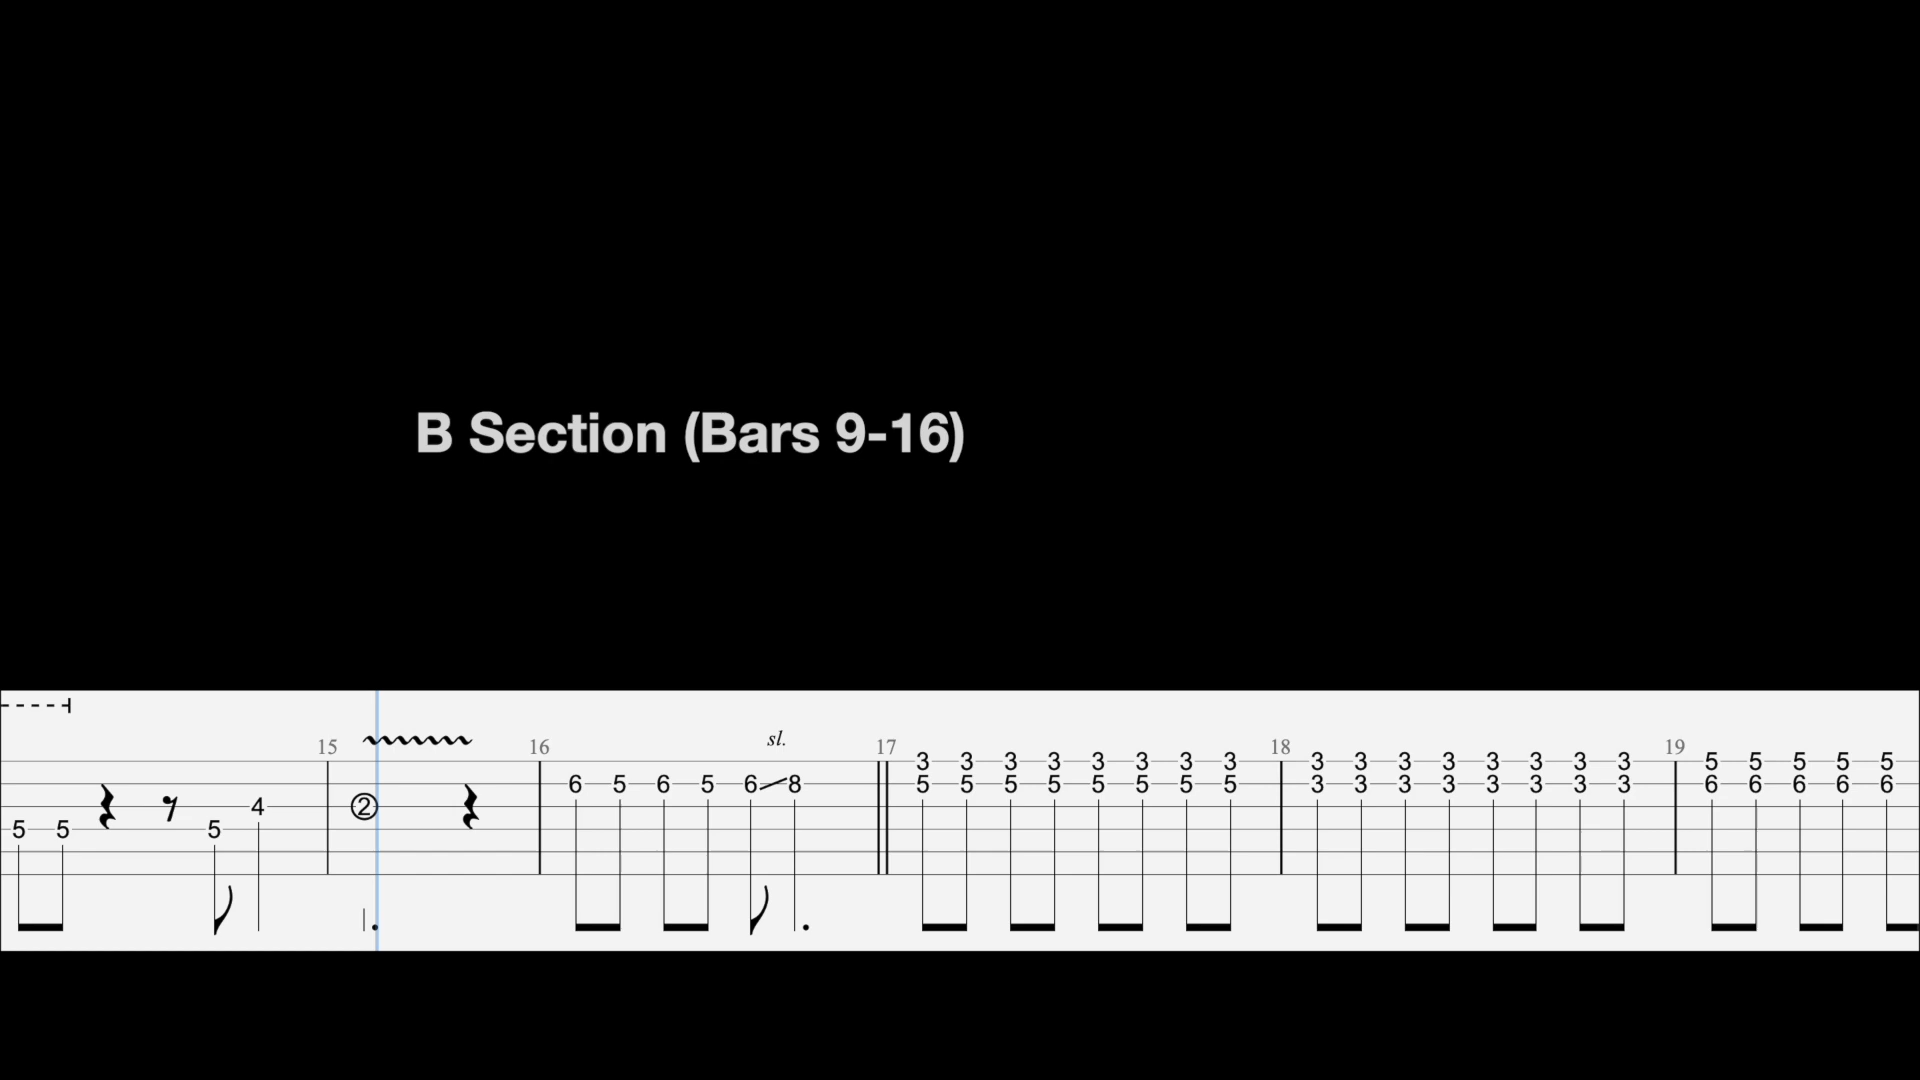 B Section (Bars 9-16)
sl.
15 16 17 18 19
3 3 3 3 3 3 3 3 3 3 3 3 3 3 3 3 5 5 5 5 5
6 5 6 5 6 8 5 5 5 5 5 5 5 5 3 3 3 3 3 3 3 3 6 6 6 6 6
4 2
5 5 5